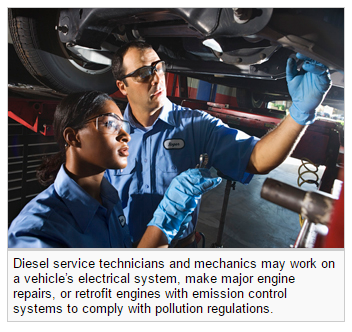 Diesel service technicians and mechanics may work on
a vehicle's electrical system, make major engine
repairs, or retrofit engines with emission control
systems to comply with pollution regulations.